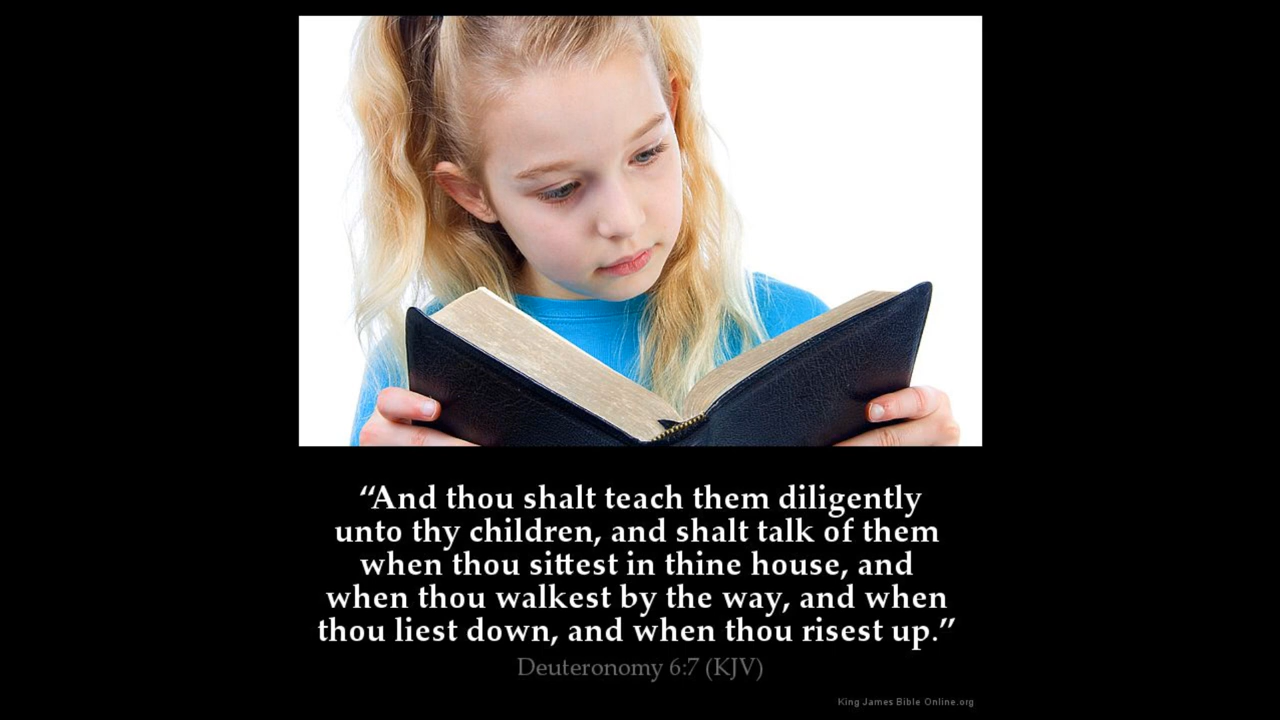 “And thou shalt teach them diligently
unto thy children, and shalt talk of them
when thou sittest in thine house, and
when thou walkest by the way, and when
thou liest down, and when thou risest up.”
Deuteronomy 6:7 (KJV)
King James Bible Online.org